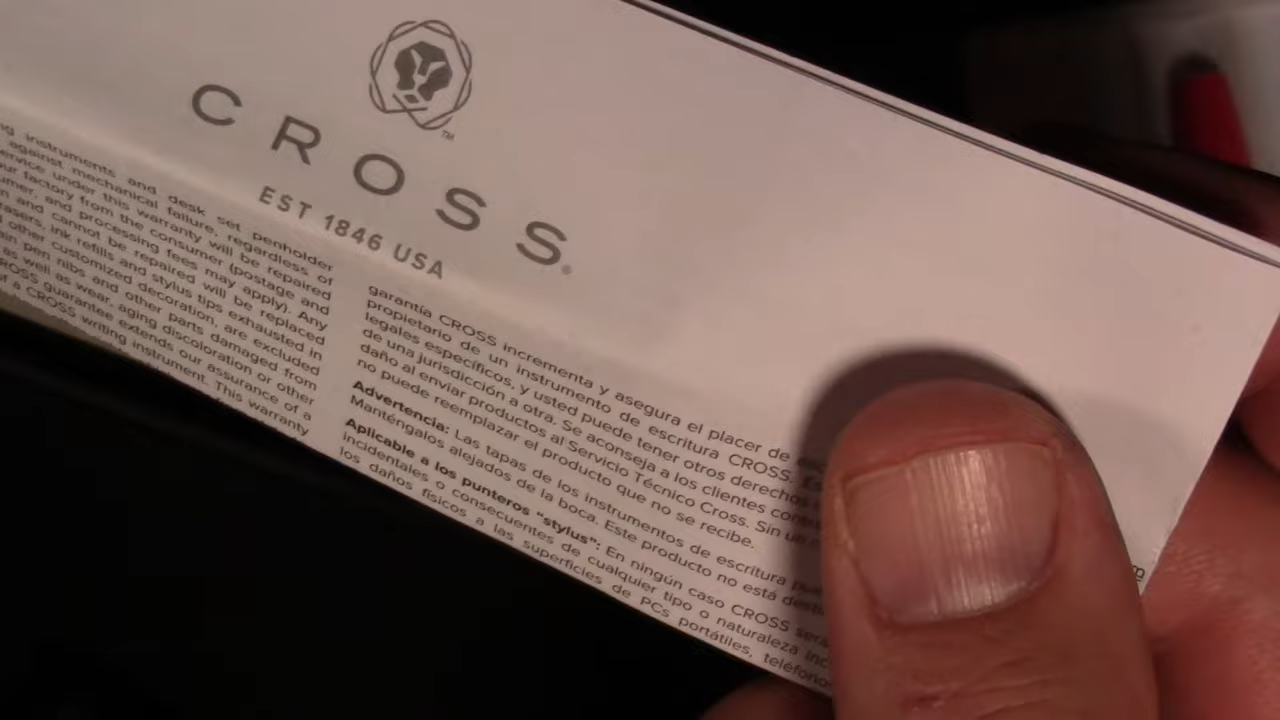 CROSS®
EST 1846 USA
instruments and desk set penholder
against mechanical failure, regardless of
service under this warranty will be repaired
our factory from the consumer (postage and
and processing fees may apply). Any
and cannot be repaired will be replaced
ink refills and stylus tips exhausted in
other customized decoration, are excluded
pen nibs and other parts damaged from
as well as wear, aging discoloration or other
CROSS guarantee extends our assurance of a
of a CROSS writing instrument. This warranty
garantía CROSS incrementa y asegura el placer de
propietario de un instrumento de escritura CROSS.
legales específicos, y usted puede tener otros derechos
de una jurisdicción a otra. Se aconseja a los clientes
daño al enviar productos al Servicio Técnico Cross. Sin
no puede reemplazar el producto que no se recibe.
Advertencia: Las tapas de los instrumentos de escritura
Manténgalos alejados de la boca. Este producto no está
Aplicable a los punteros "stylus": En ningún caso CROSS
incidentales o consecuentes de cualquier tipo o naturaleza
los daños físicos a las superficies de PCs portátiles,